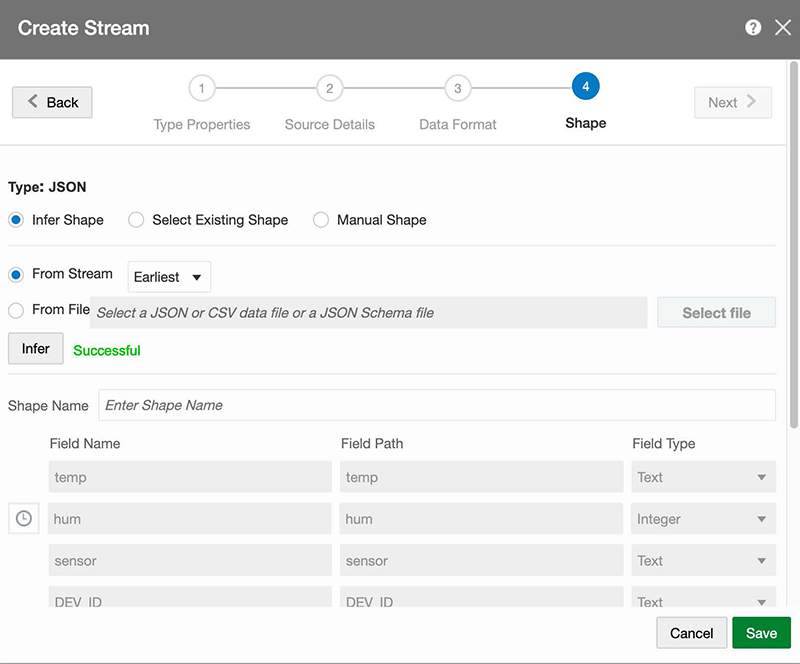 Create Stream
?
Back
1
2
3
4
Next
Type Properties
Source Details
Data Format
Shape
Type: JSON
Infer Shape
Select Existing Shape
Manual Shape
From Stream
Earliest
From File
Select a JSON or CSV data file or a JSON Schema file
Select file
Infer
Successful
Shape Name
Enter Shape Name
Field Name
Field Path
Field Type
temp
temp
Text
hum
hum
Integer
sensor
sensor
Text
DEV_ID
DEV_ID
Text
Cancel
Save